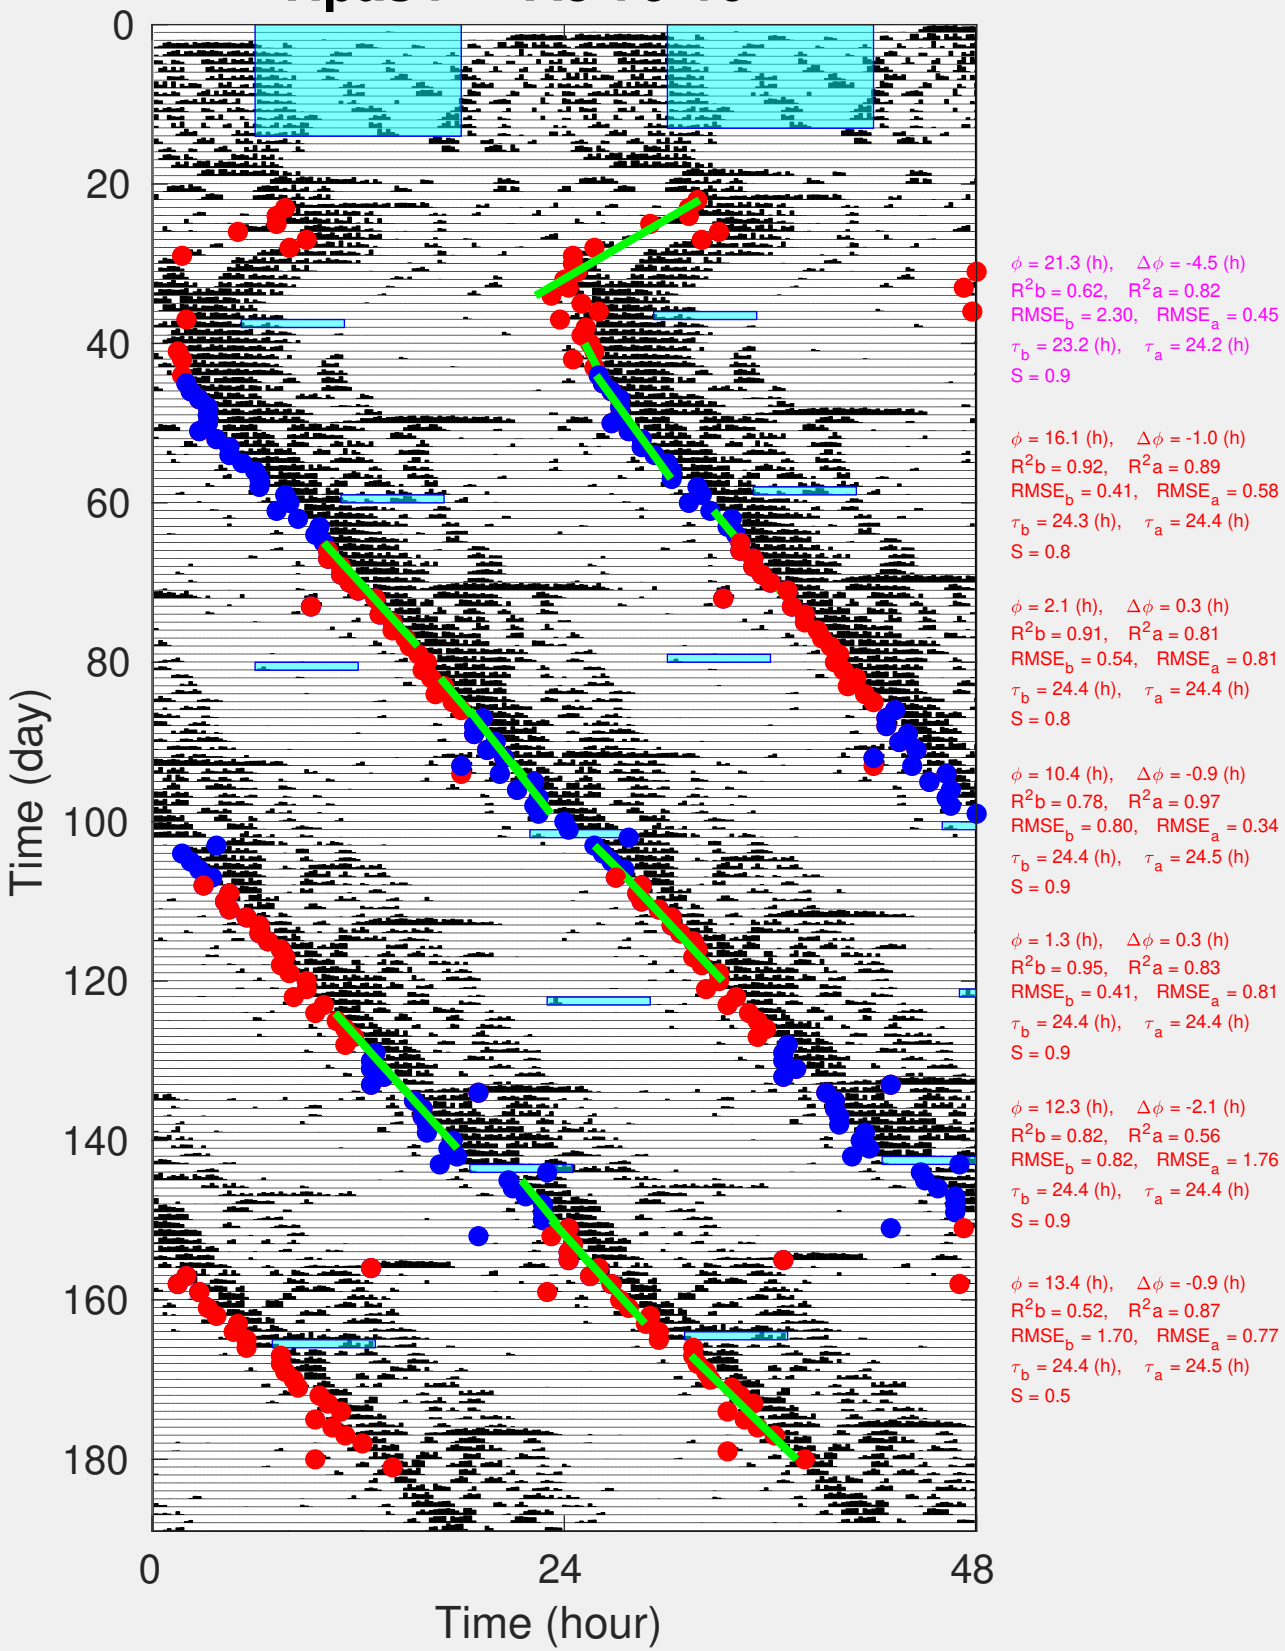 0
20
40
60
80
100
120
140
160
180
Time (day)
0
24
48
Time (hour)
ϕ = 21.3 (h), Δϕ = -4.5 (h)
R²b = 0.62, R²a = 0.82
RMSE_b = 2.30, RMSE_a = 0.45
τ_b = 23.2 (h), τ_a = 24.2 (h)
S = 0.9
ϕ = 16.1 (h), Δϕ = -1.0 (h)
R²b = 0.92, R²a = 0.89
RMSE_b = 0.41, RMSE_a = 0.58
τ_b = 24.3 (h), τ_a = 24.4 (h)
S = 0.8
ϕ = 2.1 (h), Δϕ = 0.3 (h)
R²b = 0.91, R²a = 0.81
RMSE_b = 0.54, RMSE_a = 0.81
τ_b = 24.4 (h), τ_a = 24.4 (h)
S = 0.8
ϕ = 10.4 (h), Δϕ = -0.9 (h)
R²b = 0.78, R²a = 0.97
RMSE_b = 0.80, RMSE_a = 0.34
τ_b = 24.4 (h), τ_a = 24.5 (h)
S = 0.9
ϕ = 1.3 (h), Δϕ = 0.3 (h)
R²b = 0.95, R²a = 0.83
RMSE_b = 0.41, RMSE_a = 0.81
τ_b = 24.4 (h), τ_a = 24.4 (h)
S = 0.9
ϕ = 12.3 (h), Δϕ = -2.1 (h)
R²b = 0.82, R²a = 0.56
RMSE_b = 0.82, RMSE_a = 1.76
τ_b = 24.4 (h), τ_a = 24.4 (h)
S = 0.9
ϕ = 13.4 (h), Δϕ = -0.9 (h)
R²b = 0.52, R²a = 0.87
RMSE_b = 1.70, RMSE_a = 0.77
τ_b = 24.4 (h), τ_a = 24.5 (h)
S = 0.5